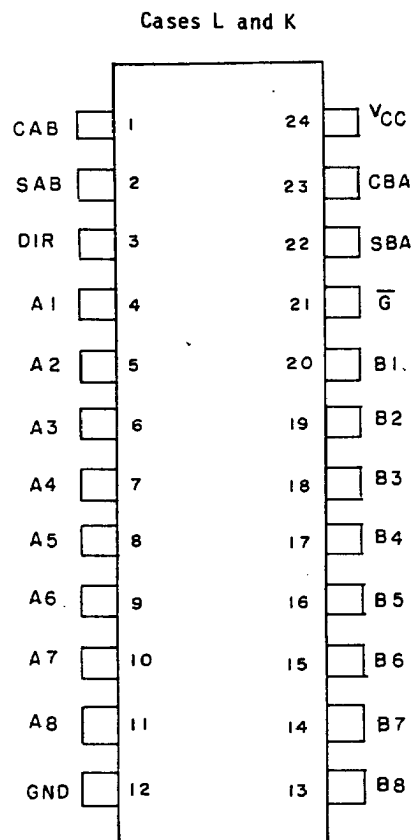 Cases L and K
CAB 1 24 VCC
SAB 2 23 CBA
DIR 3 22 SBA
A1 4 21 G̅
A2 5 20 B1
A3 6 19 B2
A4 7 18 B3
A5 8 17 B4
A6 9 16 B5
A7 10 15 B6
A8 11 14 B7
GND 12 13 B8